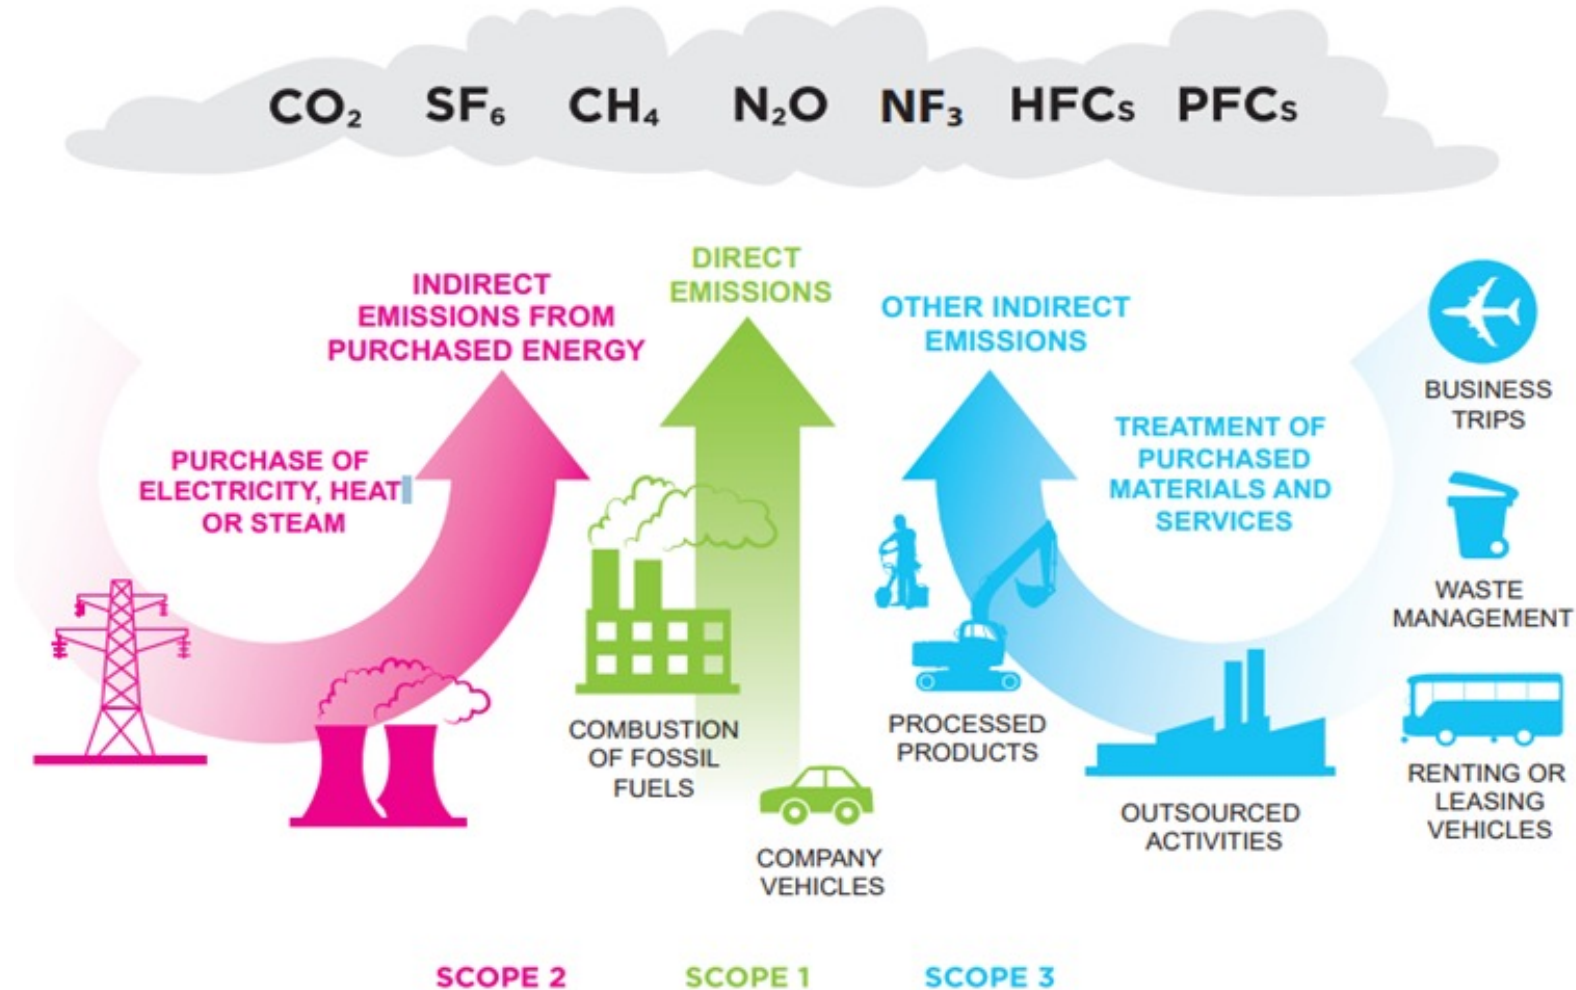 CO₂ SF₆ CH₄ N₂O NF₃ HFCs PFCs
INDIRECT
EMISSIONS FROM
PURCHASED ENERGY
DIRECT
EMISSIONS
OTHER INDIRECT
EMISSIONS
PURCHASE OF
ELECTRICITY, HEAT
OR STEAM
TREATMENT OF
PURCHASED
MATERIALS AND
SERVICES
BUSINESS
TRIPS
WASTE
MANAGEMENT
RENTING OR
LEASING
VEHICLES
COMBUSTION
OF FOSSIL
FUELS
COMPANY
VEHICLES
PROCESSED
PRODUCTS
OUTSOURCED
ACTIVITIES
SCOPE 2 SCOPE 1 SCOPE 3